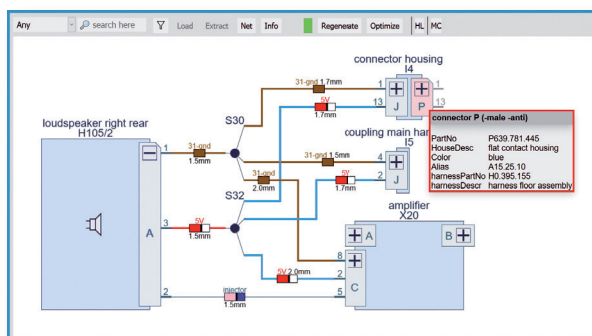 Any search here Load Extract Net Info Regenerate Optimize HL MC
connector housing
I4
31-gnd 1.7mm
1 1 13
J P
5V
13 13
1.7mm
connector P (-male -anti)
PartNo P639.781.445
HouseDesc flat contact housing
Color blue
Alias A15.25.10
harnessPartNo H0.395.155
harnessDescr harness floor assembly
loudspeaker right rear
H105/2
S30
coupling main har
I5
1
31-gnd
1.5mm
31-gnd 1.5mm
4
31-gnd
2.0mm
J
5V
2
1.7mm
S32
amplifier
X20
A
3
5V
1.5mm
A B
8
5V 2.0mm
2
C
2
injector
1.5mm
5